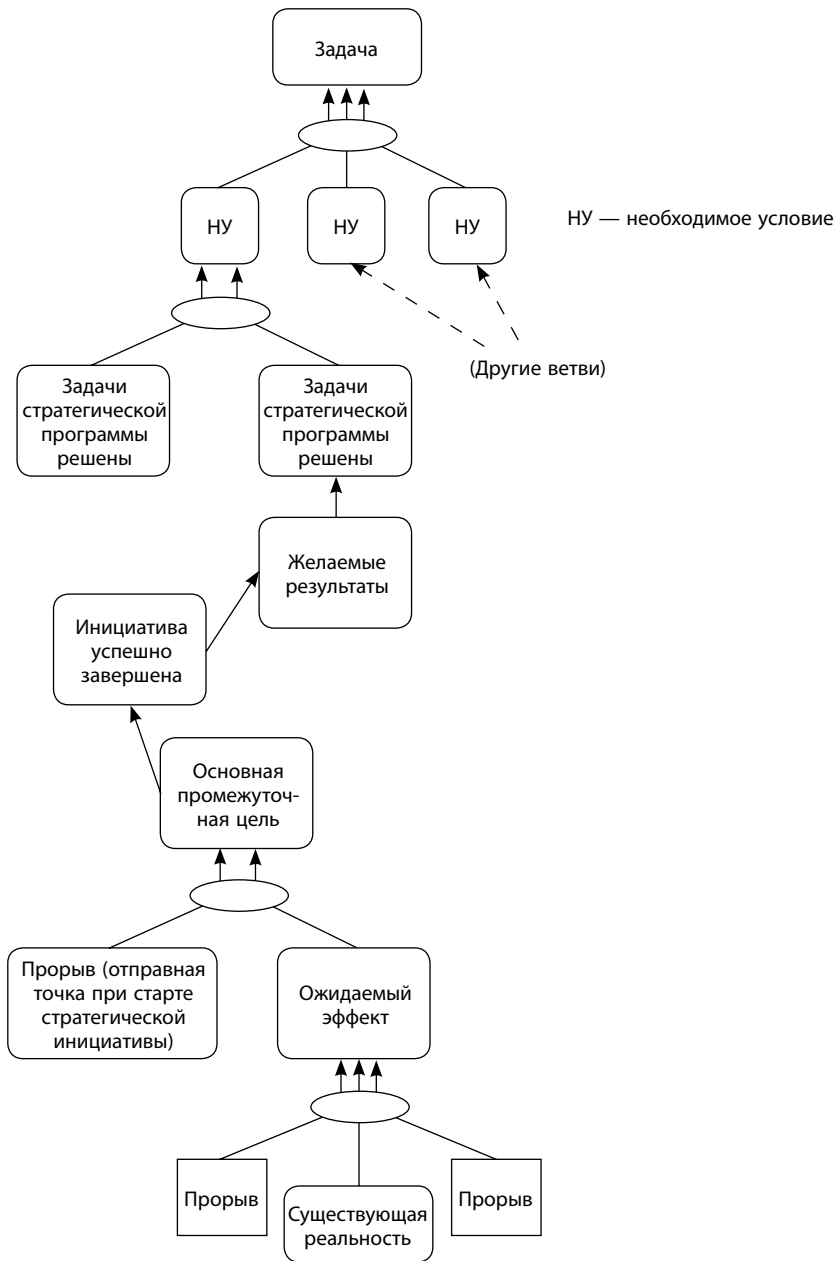 Задача
НУ
НУ
НУ
НУ — необходимое условие
(Другие ветви)
Задачи
стратегической
программы
решены
Задачи
стратегической
программы
решены
Желаемые
результаты
Инициатива
успешно
завершена
Основная
промежуточ-
ная цель
Прорыв (отправная
точка при старте
стратегической
инициативы)
Ожидаемый
эффект
Прорыв
Существующая
реальность
Прорыв